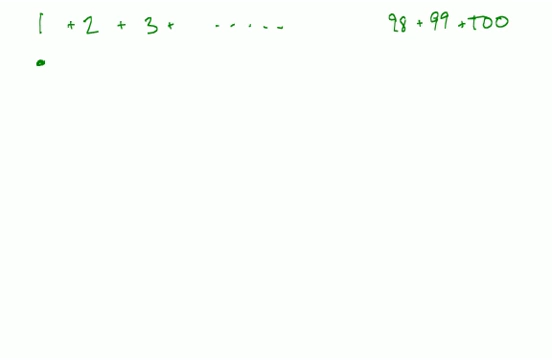 1 + 2 + 3 + ..... 98 + 99 + 100